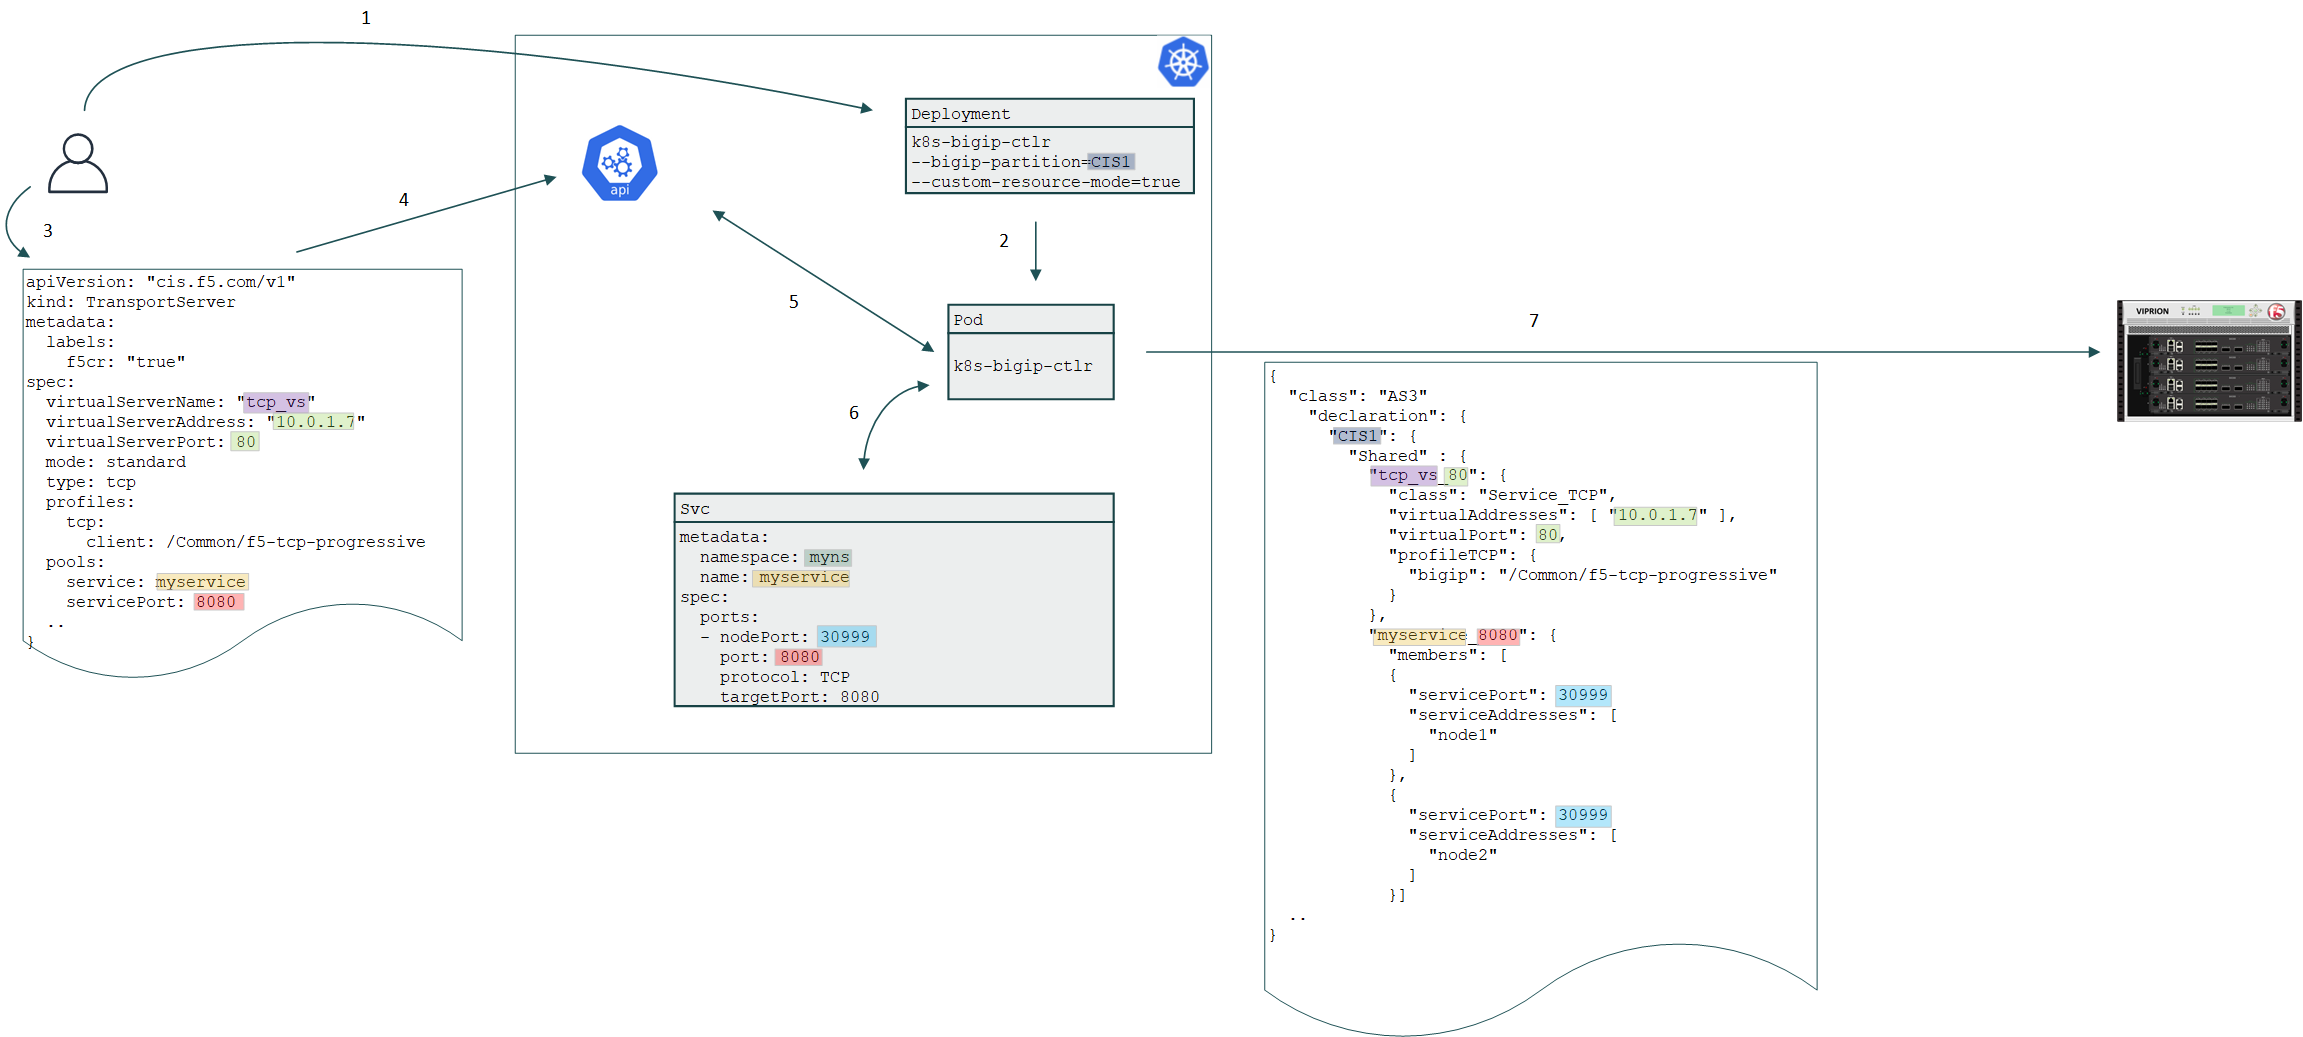 1
Deployment
k8s-bigip-ctlr
--bigip-partition=CIS1
--custom-resource-mode=true
api
4
3
2
apiVersion: "cis.f5.com/v1"
kind: TransportServer
metadata:
  labels:
    f5cr: "true"
spec:
  virtualServerName: "tcp_vs"
  virtualServerAddress: "10.0.1.7"
  virtualServerPort: 80
  mode: standard
  type: tcp
  profiles:
    tcp:
      client: /Common/f5-tcp-progressive
  pools:
    service: myservice
    servicePort: 8080
  ..
}
5
Pod
k8s-bigip-ctlr
6
Svc
metadata:
  namespace: myns
  name: myservice
spec:
  ports:
  - nodePort: 30999
    port: 8080
    protocol: TCP
    targetPort: 8080
7
VIPRION
{
  "class": "AS3"
    "declaration": {
      "CIS1": {
        "Shared" : {
          "tcp_vs_80": {
            "class": "Service_TCP",
            "virtualAddresses": [ "10.0.1.7" ],
            "virtualPort": 80,
            "profileTCP": {
              "bigip": "/Common/f5-tcp-progressive"
            }
          },
          "myservice_8080": {
            "members": [
            {
              "servicePort": 30999
              "serviceAddresses": [
                "node1"
              ]
            },
            {
              "servicePort": 30999
              "serviceAddresses": [
                "node2"
              ]
            }]
  ..
}